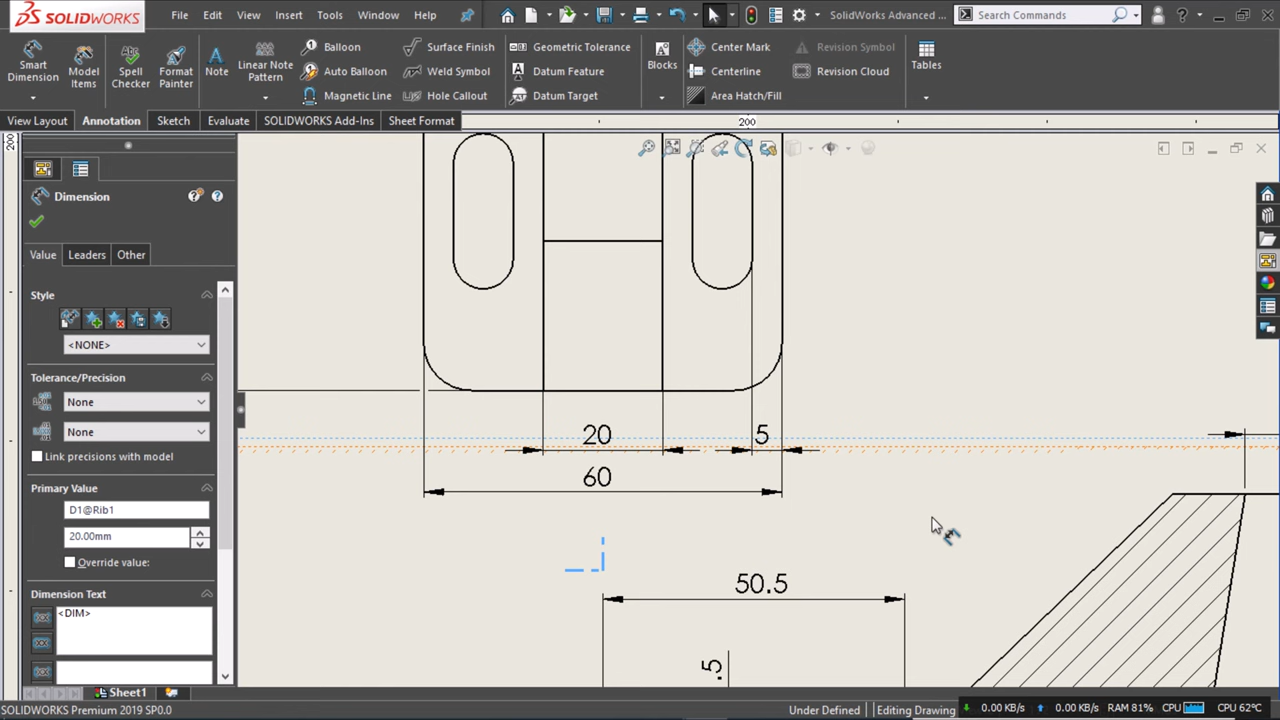 SOLIDWORKS File Edit View Insert Tools Window Help SolidWorks Advanced ... Search Commands ?
Smart Dimension
Model Items
Spell Checker
Format Painter
Note
Linear Note Pattern
Balloon
Auto Balloon
Magnetic Line
Surface Finish
Weld Symbol
Hole Callout
Geometric Tolerance
Datum Feature
Datum Target
Blocks
Center Mark
Centerline
Area Hatch/Fill
Revision Symbol
Revision Cloud
Tables
View Layout Annotation Sketch Evaluate SOLIDWORKS Add-Ins Sheet Format
200
200
Dimension
Value Leaders Other
Style
<NONE>
Tolerance/Precision
None
None
Link precisions with model
Primary Value
D1@Rib1
20.00mm
Override value:
Dimension Text
<DIM>
20
5
60
50.5
.5
Sheet1
SOLIDWORKS Premium 2019 SP0.0 Under Defined Editing Drawing 0.00 KB/s 0.00 KB/s RAM 81% CPU CPU 62°C